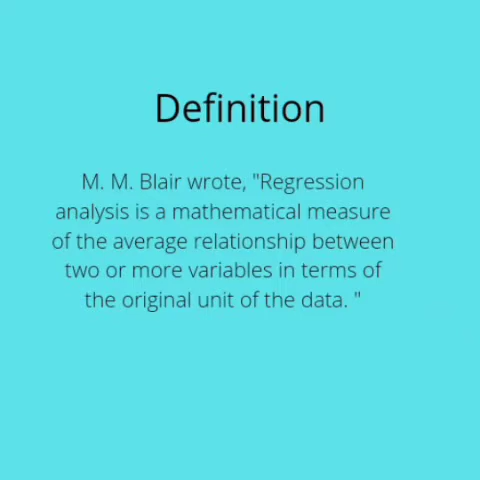 Definition
M. M. Blair wrote, "Regression
analysis is a mathematical measure
of the average relationship between
two or more variables in terms of
the original unit of the data. "